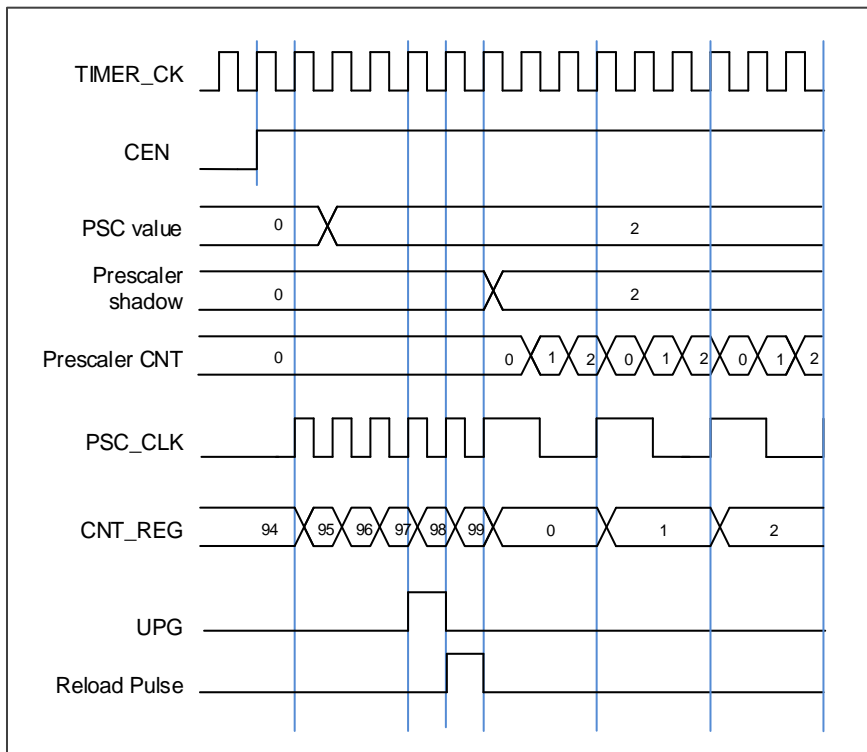 TIMER_CK
CEN
PSC value 0 2
Prescaler
shadow 0 2
Prescaler CNT 0 0 1 2 0 1 2 0 1 2
PSC_CLK
CNT_REG 94 95 96 97 98 99 0 1 2
UPG
Reload Pulse